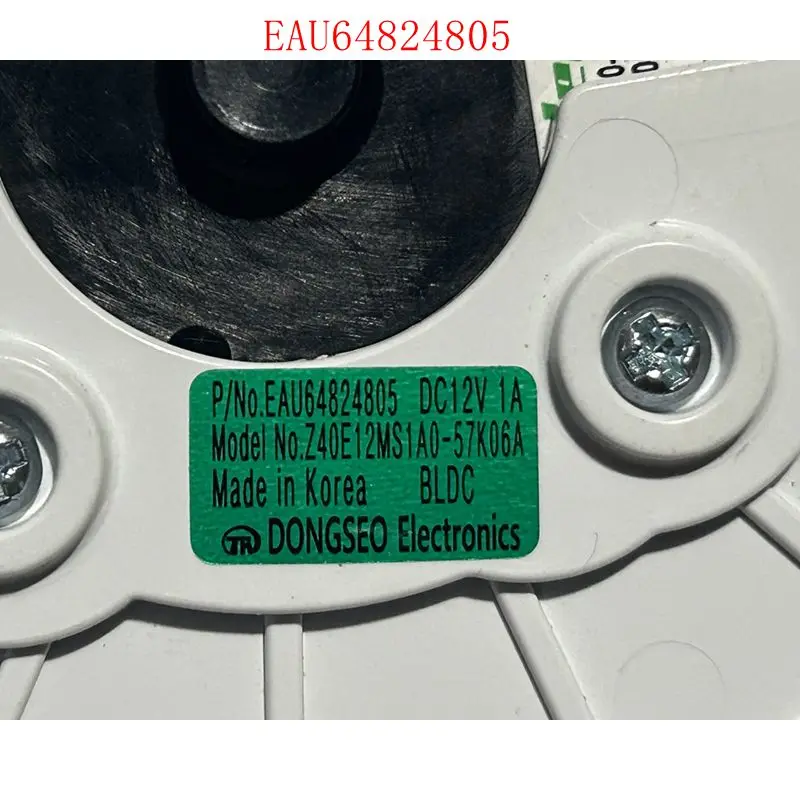 EAU64824805
P/No.EAU64824805 DC12V 1A
Model No.Z40E12MS1A0-57K06A
Made in Korea BLDC
DONGSEO Electronics